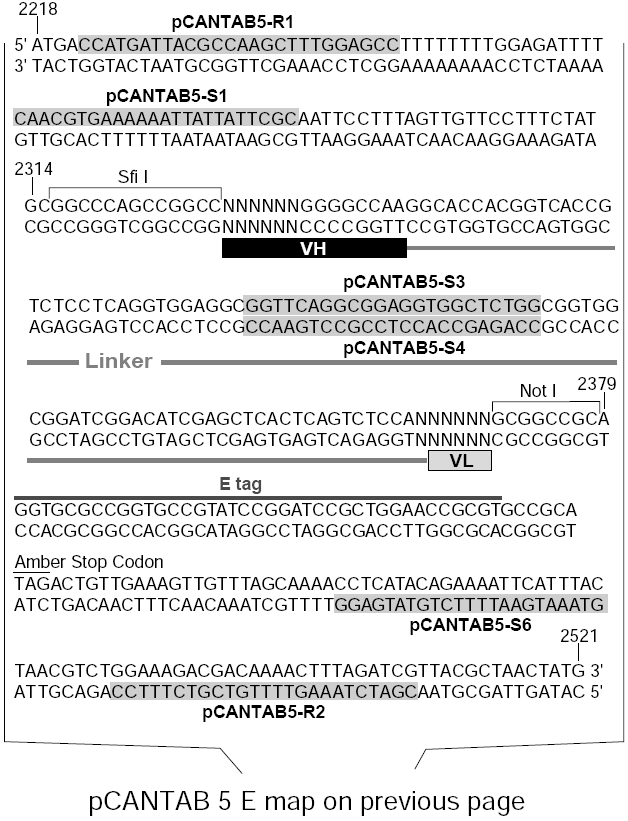 2218
pCANTAB5-R1
5' ATGACCATGATTACGCCAAGCTTTGGAGCCTTTTTTTTGGAGATTTT
3' TACTGGTACTAATGCGGTTCGAAACCTCGGAAAAAAAACCTCTAAAA
pCANTAB5-S1
CAACGTGAAAAAATTATTATTCGCAATTCCTTTAGTTGTTCCTTTCTAT
GTTGCACTTTTTTAATAATAAGCGTTAAGGAAATCAACAAGGAAAGATA
2314
Sfi I
GCGGCCCAGCCGGCCNNNNNNGGGGCCAAGGCACCACGGTCACCG
CGCCGGGTCGGCCGGNNNNNNCCCCGGTTCCGTGGTGCCAGTGGC
VH
pCANTAB5-S3
TCTCCTCAGGTGGAGGCGGTTCAGGCGGAGGTGGCTCTGGCGGTGG
AGAGGAGTCCACCTCCGCCAAGTCCGCCTCCACCGAGACCGCCACC
pCANTAB5-S4
Linker
Not I
2379
CGGATCGGACATCGAGCTCACTCAGTCTCCANNNNNNGCGGCCGCA
GCCTAGCCTGTAGCTCGAGTGAGTCAGAGGTNNNNNNCGCCGGCGT
VL
E tag
GGTGCGCCGGTGCCGTATCCGGATCCGCTGGAACCGCGTGCCGCA
CCACGCGGCCACGGCATAGGCCTAGGCGACCTTGGCGCACGGCGT
Amber Stop Codon
TAGACTGTTGAAAGTTGTTTAGCAAAACCTCATACAGAAAATTCATTTAC
ATCTGACAACTTTCAACAAATCGTTTTGGAGTATGTCTTTTAAGTAAATG
pCANTAB5-S6
2521
TAACGTCTGGAAAGACGACAAAACTTTAGATCGTTACGCTAACTATG 3'
ATTGCAGACCTTTCTGCTGTTTTGAAATCTAGCAATGCGATTGATAC 5'
pCANTAB5-R2
pCANTAB 5 E map on previous page